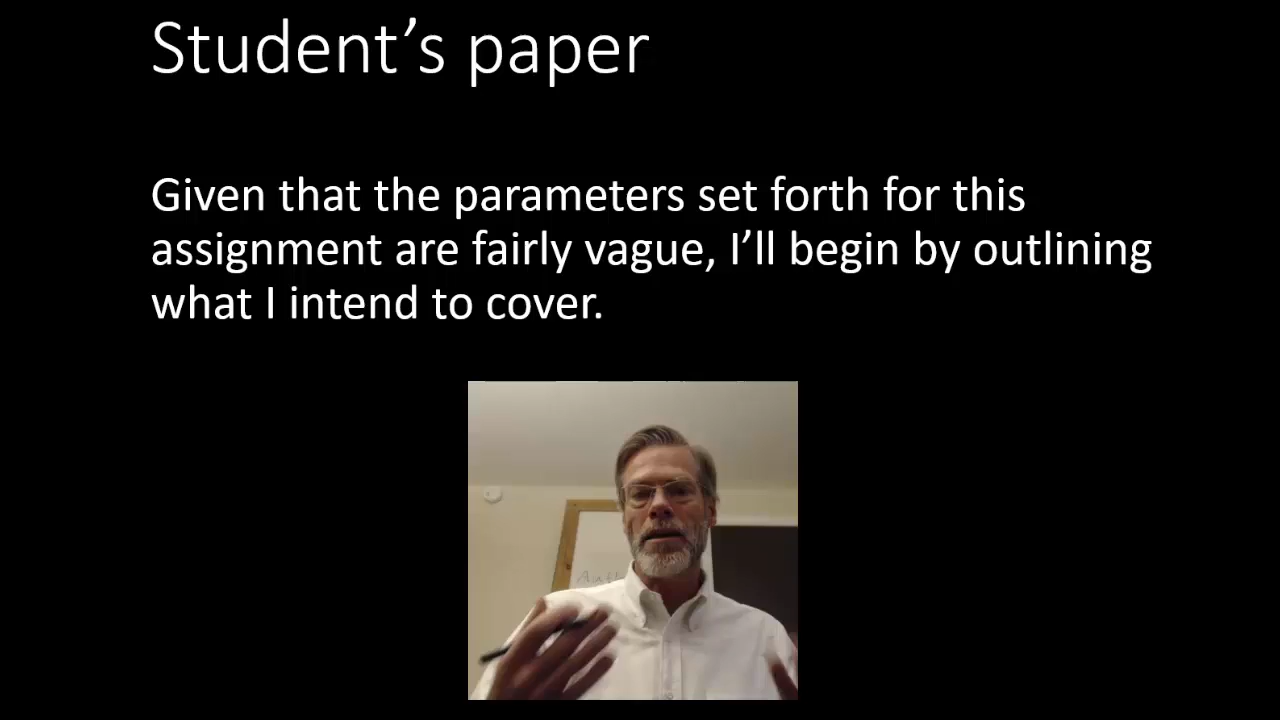 Student’s paper
Given that the parameters set forth for this
assignment are fairly vague, I’ll begin by outlining
what I intend to cover.